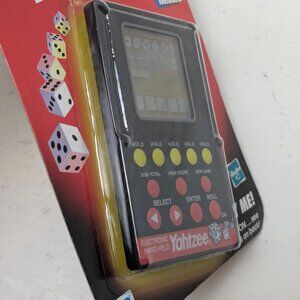 HOLD HOLD HOLD HOLD HOLD
SUB-TOTAL HIGH SCORE NEW GAME
SELECT ENTER ROLL
ON
ELECTRONIC
HAND-HELD
Yahtzee
ME!